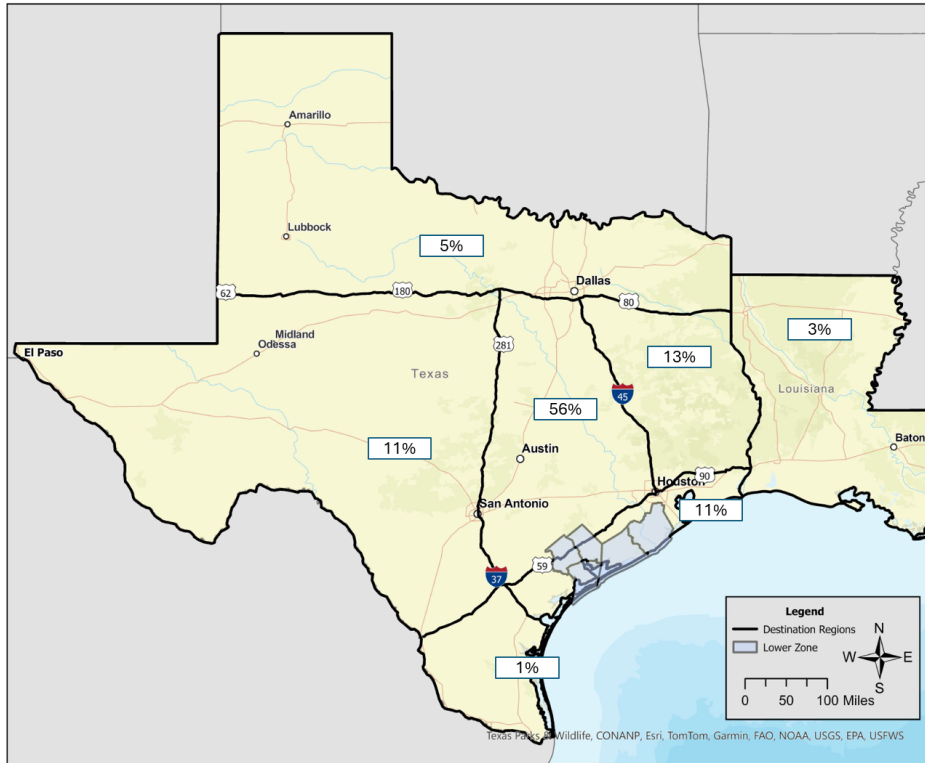 Amarillo
Lubbock
5%
Dallas
62
180
80
3%
El Paso
Midland
Odessa
281
13%
Texas
Louisiana
45
56%
11%
Austin
Baton
90
Houston
San Antonio
11%
59
37
Legend
Destination Regions
Lower Zone
N
W
E
S
0 50 100 Miles
1%
Texas Parks & Wildlife, CONANP, Esri, TomTom, Garmin, FAO, NOAA, USGS, EPA, USFWS